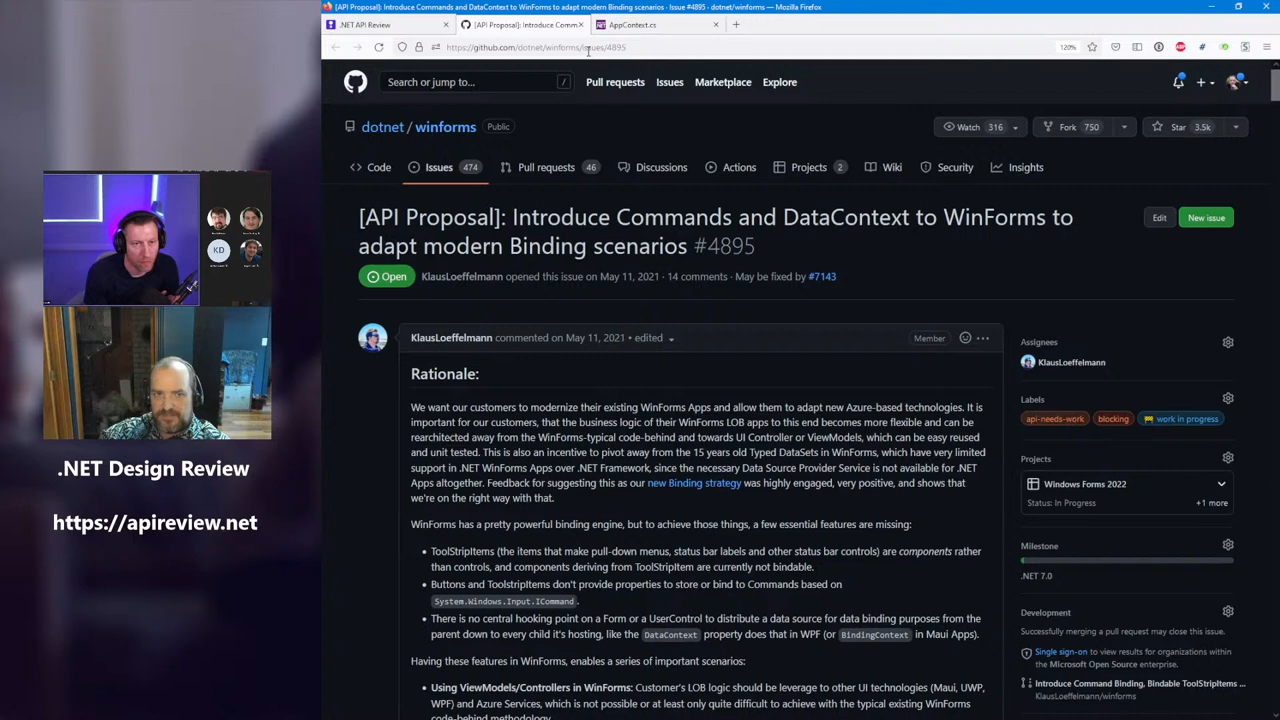 [API Proposal]: Introduce Commands and DataContext to WinForms to adapt modern Binding scenarios · Issue #4895 · dotnet/winforms — Mozilla Firefox
.NET API Review
[API Proposal]: Introduce Comm
AppContext.cs
https://github.com/dotnet/winforms/issues/4895
120%
Search or jump to...
/
Pull requests
Issues
Marketplace
Explore
dotnet / winforms
Public
Watch 316
Fork 750
Star 3.5k
Code
Issues 474
Pull requests 46
Discussions
Actions
Projects 2
Wiki
Security
Insights
[API Proposal]: Introduce Commands and DataContext to WinForms to
adapt modern Binding scenarios #4895
Edit
New issue
Open
KlausLoeffelmann opened this issue on May 11, 2021 · 14 comments · May be fixed by #7143
KlausLoeffelmann commented on May 11, 2021 • edited
Member
Rationale:
We want our customers to modernize their existing WinForms Apps and allow them to adapt new Azure-based technologies. It is
important for our customers, that the business logic of their WinForms LOB apps to this end becomes more flexible and can be
rearchitected away from the WinForms-typical code-behind and towards UI Controller or ViewModels, which can be easy reused
and unit tested. This is also an incentive to pivot away from the 15 years old Typed DataSets in WinForms, which have very limited
support in .NET WinForms Apps over .NET Framework, since the necessary Data Source Provider Service is not available for .NET
Apps altogether. Feedback for suggesting this as our new Binding strategy was highly engaged, very positive, and shows that
we're on the right way with that.
WinForms has a pretty powerful binding engine, but to achieve those things, a few essential features are missing:
• ToolStripItems (the items that make pull-down menus, status bar labels and other status bar controls) are components rather
than controls, and components deriving from ToolStripItem are currently not bindable.
• Buttons and ToolstripItems don't provide properties to store or bind to Commands based on
System.Windows.Input.ICommand.
• There is no central hooking point on a Form or a UserControl to distribute a data source for data binding purposes from the
parent down to every child it's hosting, like the DataContext property does that in WPF (or BindingContext in Maui Apps).
Having these features in WinForms, enables a series of important scenarios:
• Using ViewModels/Controllers in WinForms: Customer's LOB logic should be leverage to other UI technologies (Maui, UWP,
WPF) and Azure Services, which is not possible or at least only quite difficult to achieve with the typical existing WinForms
code-behind methodology.
Assignees
KlausLoeffelmann
Labels
api-needs-work
blocking
work in progress
Projects
Windows Forms 2022
Status: In Progress
+1 more
Milestone
.NET 7.0
Development
Successfully merging a pull request may close this issue.
Single sign-on to view results for organizations within
the Microsoft Open Source enterprise.
Introduce Command Binding, Bindable ToolStripItems ...
KlausLoeffelmann/winforms
KD
.NET Design Review
https://apireview.net